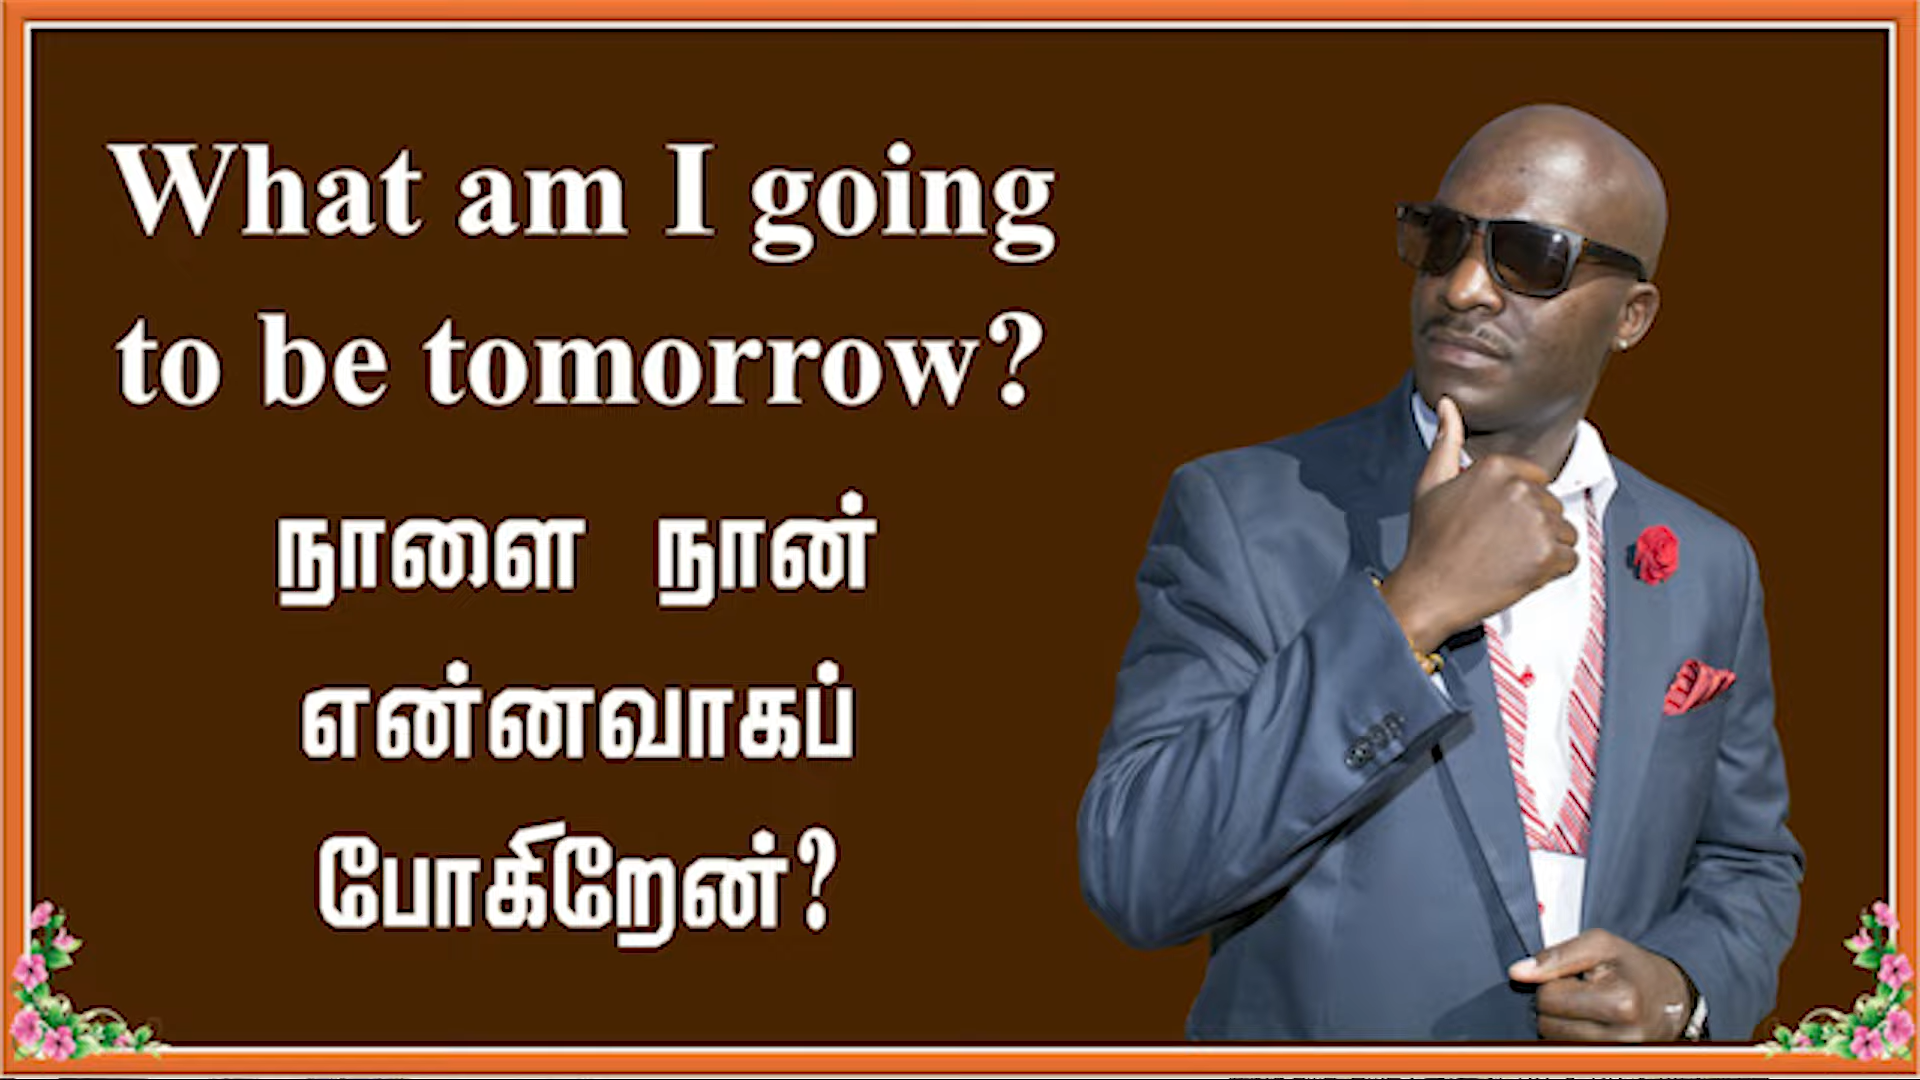 What am I going
to be tomorrow?
நாளை நான்
என்னவாகப்
போகிறேன்?